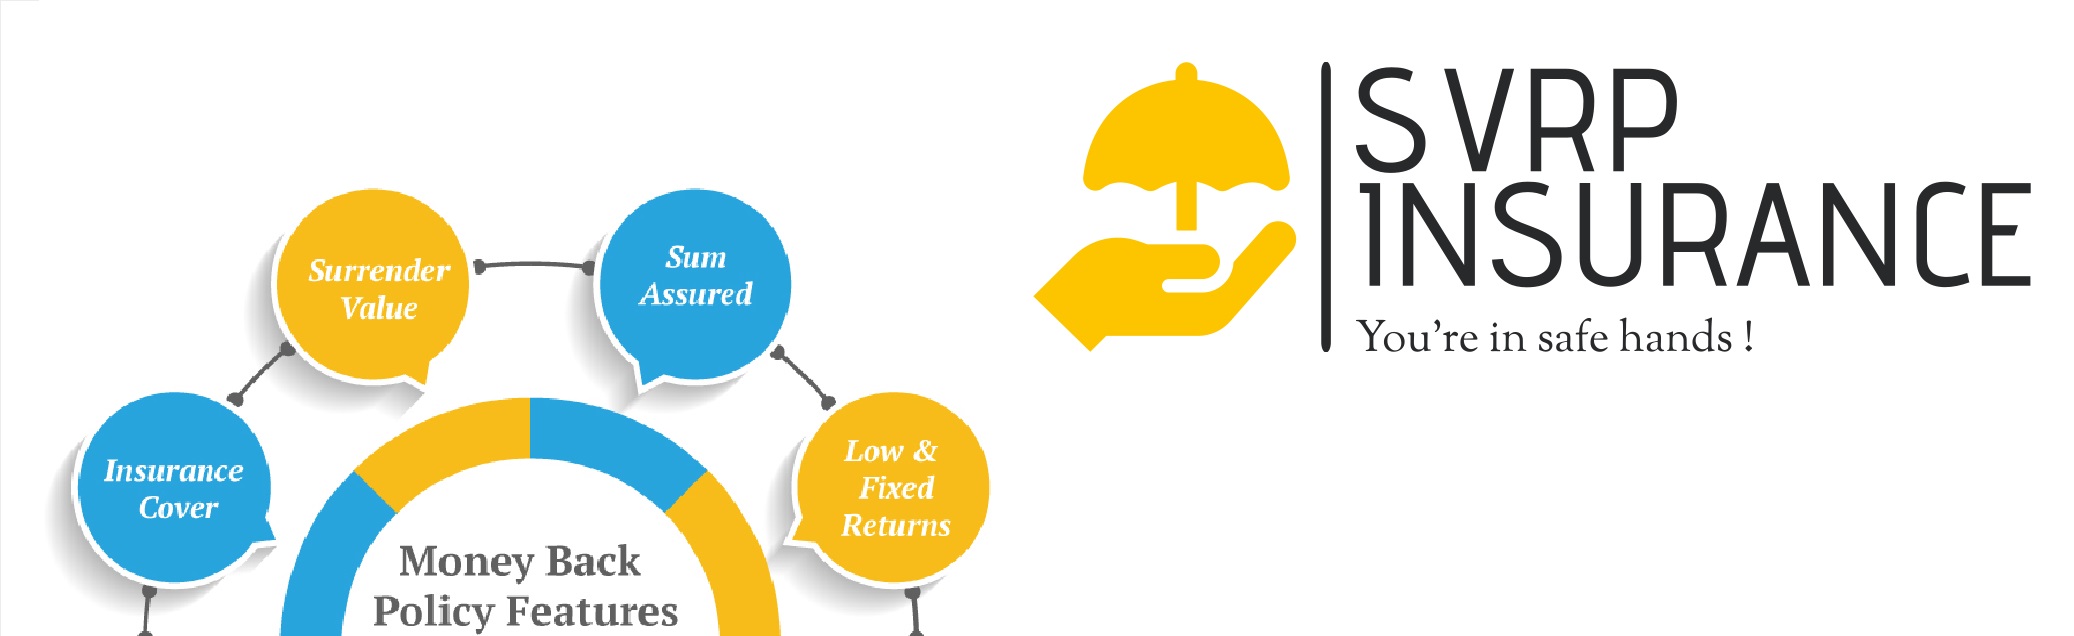 SVRP
INSURANCE
You're in safe hands !
Surrender
Value
Sum
Assured
Insurance
Cover
Low &
Fixed
Returns
Money Back
Policy Features